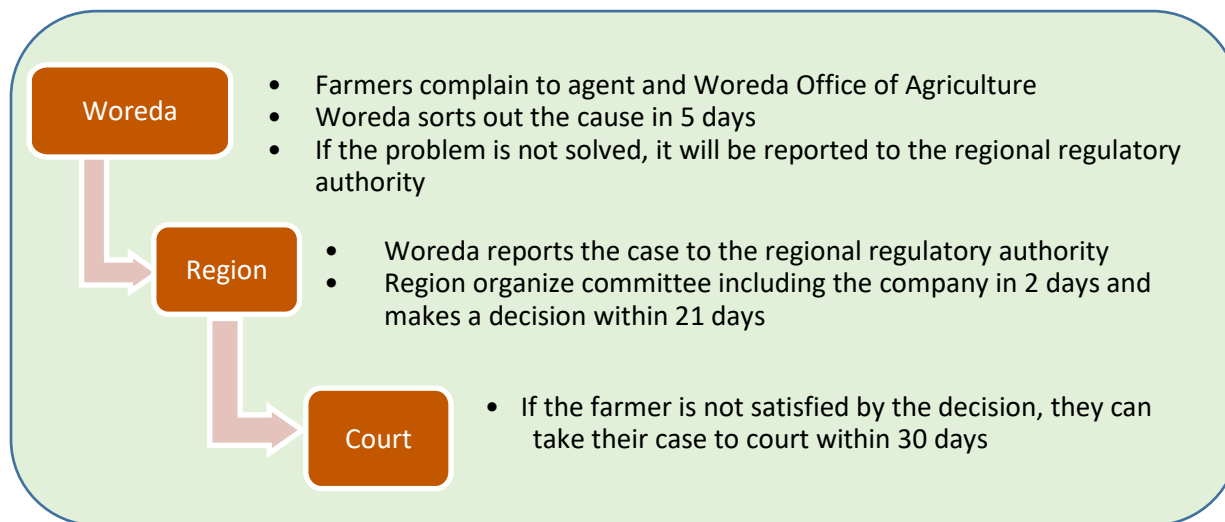 Woreda
• Farmers complain to agent and Woreda Office of Agriculture
• Woreda sorts out the cause in 5 days
• If the problem is not solved, it will be reported to the regional regulatory
authority
Region
• Woreda reports the case to the regional regulatory authority
• Region organize committee including the company in 2 days and
makes a decision within 21 days
Court
• If the farmer is not satisfied by the decision, they can
take their case to court within 30 days